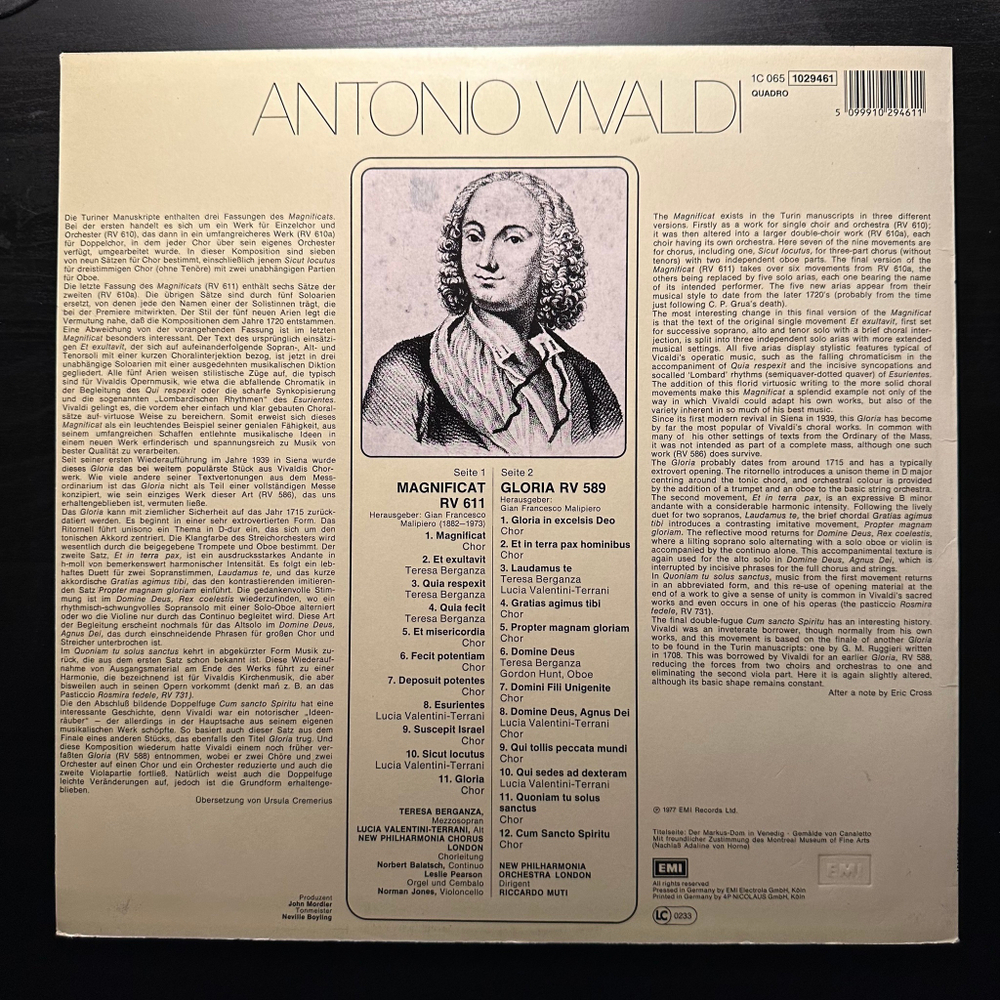 ANTONIO VIVALDI
1C 065 1029461
QUADRO
5 099910 294611
Die Turiner Manuskripte enthalten drei Fassungen des Magnificats.
Bei der ersten handelt es sich um ein Werk für Einzelchor und
Orchester (RV 610), das dann in ein umfangreicheres Werk (RV 610a)
für Doppelchor, in dem jeder Chor über sein eigenes Orchester
verfügt, umgearbeitet wurde. In dieser Komposition sind sieben
von neun Sätzen für Chor bestimmt, einschließlich jenem Sicut locutus
für dreistimmigen Chor (ohne Tenöre) mit zwei unabhängigen Partien
für Oboe.
Die letzte Fassung des Magnificats (RV 611) enthält sechs Sätze der
zweiten (RV 610a). Die übrigen Sätze sind durch fünf Soloarien
ersetzt, von denen jede den Namen einer der Solistinnen trägt, die
bei der Premiere mitwirkten. Der Stil der fünf neuen Arien legt die
Vermutung nahe, daß die Kompositionen dem Jahre 1720 entstammen.
Eine Abweichung von der vorangehenden Fassung ist im letzten
Magnificat besonders interessant. Der Text des ursprünglich einsätzi-
gen Et exultavit, der sich auf aufeinanderfolgende Sopran-, Alt- und
Tenorsoli mit einer kurzen Choralinterjektion bezog, ist jetzt in drei
unabhängige Soloarien mit einer ausgedehnten musikalischen Diktion
gegliedert. Alle fünf Arien weisen stilistische Züge auf, die typisch
sind für Vivaldis Opernmusik, wie etwa die abfallende Chromatik in
der Begleitung des Qui respexit oder die scharfe Synkopisierung
und die sogenannten „Lombardischen Rhythmen" des Esurientes.
Vivaldi gelingt es, die vordem eher einfach und klar gebauten Choral-
sätze auf virtuose Weise zu bereichern. Somit erweist sich dieses
Magnificat als ein leuchtendes Beispiel seiner genialen Fähigkeit, aus
seinem umfangreichen Schaffen entlehnte musikalische Ideen in
einem neuen Werk erfinderisch und spannungsreich zu Musik von
bester Qualität zu verarbeiten.
Seit seiner ersten Wiederaufführung im Jahre 1939 in Siena wurde
dieses Gloria das bei weitem populärste Stück aus Vivaldis Chor-
werk. Wie viele andere seiner Textvertonungen aus dem Mess-
ordinarium ist das Gloria nicht als Teil einer vollständigen Messe
konzipiert, wie sein einziges Werk dieser Art (RV 586), das uns
erhaltengeblieben ist, vermuten ließe.
Das Gloria kann mit ziemlicher Sicherheit auf das Jahr 1715 zurück-
datiert werden. Es beginnt in einer sehr extrovertierten Form. Das
Ritornell führt unisono ein Thema in D-dur ein, das sich um den
tonischen Akkord zentriert. Die Klangfarbe des Streichorchesters wird
wesentlich durch die beigegebene Trompete und Oboe bestimmt. Der
zweite Satz, Et in terra pax, ist ein ausdrucksstarkes Andante in
h-moll von bemerkenswert harmonischer Intensität. Es folgt ein leb-
haftes Duett für zwei Sopranstimmen, Laudamus te, und das kurze
akkordische Gratias agimus tibi, das den kontrastierenden imitieren-
den Satz Propter magnam gloriam einführt. Die gedankenvolle Stim-
mung ist im Domine Deus, Rex coelestis wiederzufinden, wo ein
rhythmisch-schwungvolles Sopransolo mit einer Solo-Oboe alterniert
oder wo die Violine nur durch das Continuo begleitet wird. Diese Art
der Begleitung erscheint nochmals für das Altsolo im Domine Deus,
Agnus Dei, das durch einschneidende Phrasen für großen Chor und
Streicher unterbrochen ist.
Im Quoniam tu solus sanctus kehrt in abgekürzter Form Musik zu-
rück, die aus dem ersten Satz schon bekannt ist. Diese Wiederauf-
nahme von Ausgangsmaterial am Ende des Werks führt zu einer
Harmonie, die bezeichnend ist für Vivaldis Kirchenmusik, die aber
bisweilen auch in seinen Opern vorkommt (denkt man z. B. an das
Pasticcio Rosmira fedele, RV 731).
Die den Abschluß bildende Doppelfuge Cum sancto Spiritu hat eine
interessante Geschichte, denn Vivaldi war ein notorischer „Ideen-
räuber" – der allerdings in der Hauptsache aus seinem eigenen
musikalischen Werk schöpfte. So basiert auch dieser Satz aus dem
Finale eines anderen Stücks, das ebenfalls den Titel Gloria trug. Und
diese Komposition wiederum hatte Vivaldi einem noch früher ver-
faßten Gloria (RV 588) entnommen, wobei er zwei Chöre und zwei
Orchester auf einen Chor und ein Orchester reduzierte und auch die
zweite Violapartie fortließ. Natürlich weist auch die Doppelfuge
leichte Veränderungen auf, jedoch ist die Grundform erhaltenge-
blieben.
Übersetzung von Ursula Cremerius
Produzent
John Mordler
Tonmeister
Neville Boyling
Seite 1
MAGNIFICAT
RV 611
Herausgeber: Gian Francesco
Malipiero (1882–1973)
1. Magnificat
Chor
2. Et exultavit
Teresa Berganza
3. Quia respexit
Teresa Berganza
4. Quia fecit
Teresa Berganza
5. Et misericordia
Chor
6. Fecit potentiam
Chor
7. Deposuit potentes
Chor
8. Esurientes
Lucia Valentini-Terrani
9. Suscepit Israel
Chor
10. Sicut locutus
Lucia Valentini-Terrani
11. Gloria
Chor
TERESA BERGANZA,
Mezzosopran
LUCIA VALENTINI-TERRANI, Alt
NEW PHILHARMONIA CHORUS
LONDON
Chorleitung
Norbert Balatsch, Continuo
Leslie Pearson
Orgel und Cembalo
Norman Jones, Violoncello
Seite 2
GLORIA RV 589
Herausgeber:
Gian Francesco Malipiero
1. Gloria in excelsis Deo
Chor
2. Et in terra pax hominibus
Chor
3. Laudamus te
Teresa Berganza
Lucia Valentini-Terrani
4. Gratias agimus tibi
Chor
5. Propter magnam gloriam
Chor
6. Domine Deus
Teresa Berganza
Gordon Hunt, Oboe
7. Domini Fili Unigenite
Chor
8. Domine Deus, Agnus Dei
Lucia Valentini-Terrani
Chor
9. Qui tollis peccata mundi
Chor
10. Qui sedes ad dexteram
Lucia Valentini-Terrani
11. Quoniam tu solus
sanctus
Chor
12. Cum Sancto Spiritu
Chor
NEW PHILHARMONIA
ORCHESTRA LONDON
Dirigent
RICCARDO MUTI
The Magnificat exists in the Turin manuscripts in three different
versions. Firstly as a work for single choir and orchestra (RV 610);
it was then altered into a larger double-choir work (RV 610a), each
choir having its own orchestra. Here seven of the nine movements are
for chorus, including one, Sicut locutus, for three-part chorus (without
tenors) with two independent oboe parts. The final version of the
Magnificat (RV 611) takes over six movements from RV 610a, the
others being replaced by five solo arias, each one bearing the name
of its intended performer. The five new arias appear from their
musical style to date from the later 1720's (probably from the time
just following C. P. Grua's death).
The most interesting change in this final version of the Magnificat
is that the text of the original single movement Et exultavit, first set
for successive soprano, alto and tenor solo with a brief choral inter-
jection, is split into three independent solo arias with more extended
musical settings. All five arias display stylistic features typical of
Vicaldi's operatic music, such as the falling chromaticism in the
accompaniment of Quia respexit and the incisive syncopations and
socalled 'Lombard' rhythms (semiquaver-dotted quaver) of Esurientes.
The addition of this florid virtuosic writing to the more solid choral
movements make this Magnificat a splendid example not only of the
way in which Vivaldi could adapt his own works, but also of the
variety inherent in so much of his best music.
Since its first modern revival in Siena in 1939, this Gloria has become
by far the most popular of Vivaldi's choral works. In common with
many of his other settings of texts from the Ordinary of the Mass,
it was not intended as part of a complete mass, although one such
work (RV 586) does survive.
The Gloria probably dates from around 1715 and has a typically
extrovert opening. The ritornello introduces a unison theme in D major
centring around the tonic chord, and orchestral colour is provided
by the addition of a trumpet and an oboe to the basic string orchestra.
The second movement, Et in terra pax, is an expressive B minor
andante with a considerable harmonic intensity. Following the lively
duet for two sopranos, Laudamus te, the brief chordal Gratias agimus
tibi introduces a contrasting imitative movement, Propter magnam
gloriam. The reflective mood returns for Domine Deus, Rex coelestis,
where a lilting soprano solo alternating with a solo oboe or violin is
accompanied by the continuo alone. This accompanimental texture is
again used for the alto solo in Domine Deus, Agnus Dei, which is
interrupted by incisive phrases for the full chorus and strings.
In Quoniam tu solus sanctus, music from the first movement returns
in an abbreviated form, and this re-use of opening material at the
end of a work to give a sense of unity is common in Vivaldi's sacred
works and even occurs in one of his operas (the pasticcio Rosmira
fedele, RV 731).
The final double-fugue Cum sancto Spiritu has an interesting history.
Vivaldi was an inveterate borrower, though normally from his own
works, and this movement is based on the finale of another Gloria
to be found in the Turin manuscripts: one by G. M. Ruggieri written
in 1708. This was borrowed by Vivaldi for an earlier Gloria, RV 588,
reducing the forces from two choirs and orchestras to one and
eliminating the second viola part. Here it is again slightly altered,
although its basic shape remains constant.
After a note by Eric Cross
℗ 1977 EMI Records Ltd.
Titelseite: Der Markus-Dom in Venedig - Gemälde von Canaletto
Mit freundlicher Zustimmung des Montreal Museum of Fine Arts
(Nachlaß Adaline von Horne)
EMI
EMI
All rights reserved
Pressed in Germany by EMI Electrola GmbH, Köln
Printed in Germany by 4P NICOLAUS GmbH, Köln
LC 0233